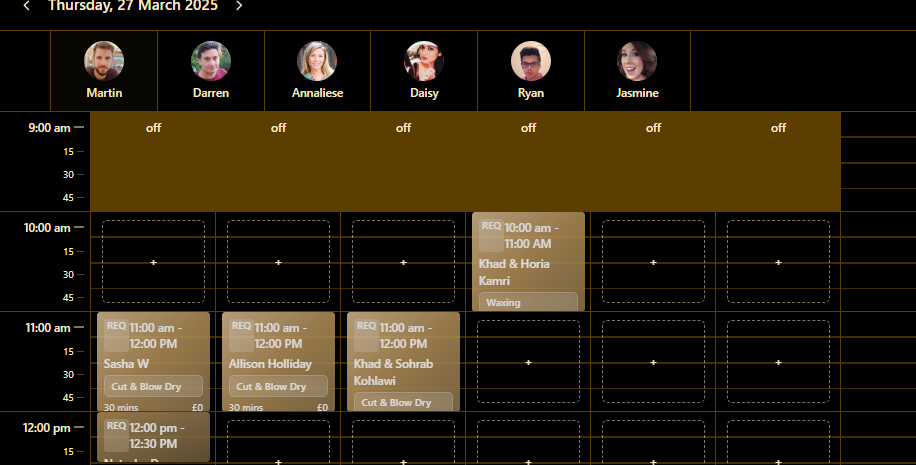 Thursday, 27 March 2025
Martin Darren Annaliese Daisy Ryan Jasmine
9:00 am off off off off off off
15
30
45
10:00 am
REQ 10:00 am -
11:00 AM
Khad & Horia
Kamri
Waxing
15
30
45
11:00 am
REQ 11:00 am -
12:00 PM
Sasha W
Cut & Blow Dry
30 mins £0
REQ 11:00 am -
12:00 PM
Allison Holliday
Cut & Blow Dry
30 mins £0
REQ 11:00 am -
12:00 PM
Khad & Sohrab
Kohlawi
Cut & Blow Dry
15
30
45
12:00 pm
REQ 12:00 pm -
12:30 PM
15